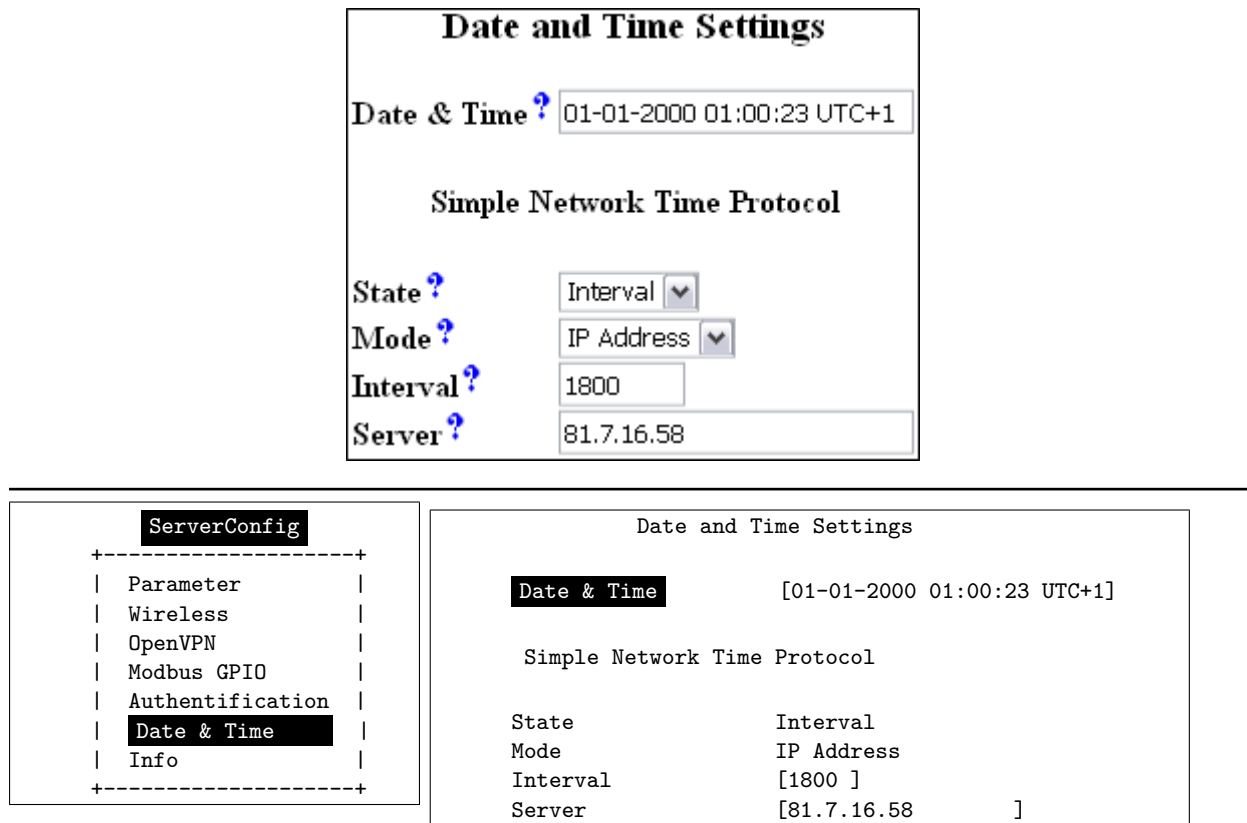 Date and Time Settings
Date & Time? 01-01-2000 01:00:23 UTC+1
Simple Network Time Protocol
State? Interval
Mode? IP Address
Interval? 1800
Server? 81.7.16.58
ServerConfig
+--------------------+
| Parameter |
| Wireless |
| OpenVPN |
| Modbus GPIO |
| Authentification |
| Date & Time |
| Info |
+--------------------+
Date and Time Settings
Date & Time [01-01-2000 01:00:23 UTC+1]
Simple Network Time Protocol
State Interval
Mode IP Address
Interval [1800 ]
Server [81.7.16.58 ]